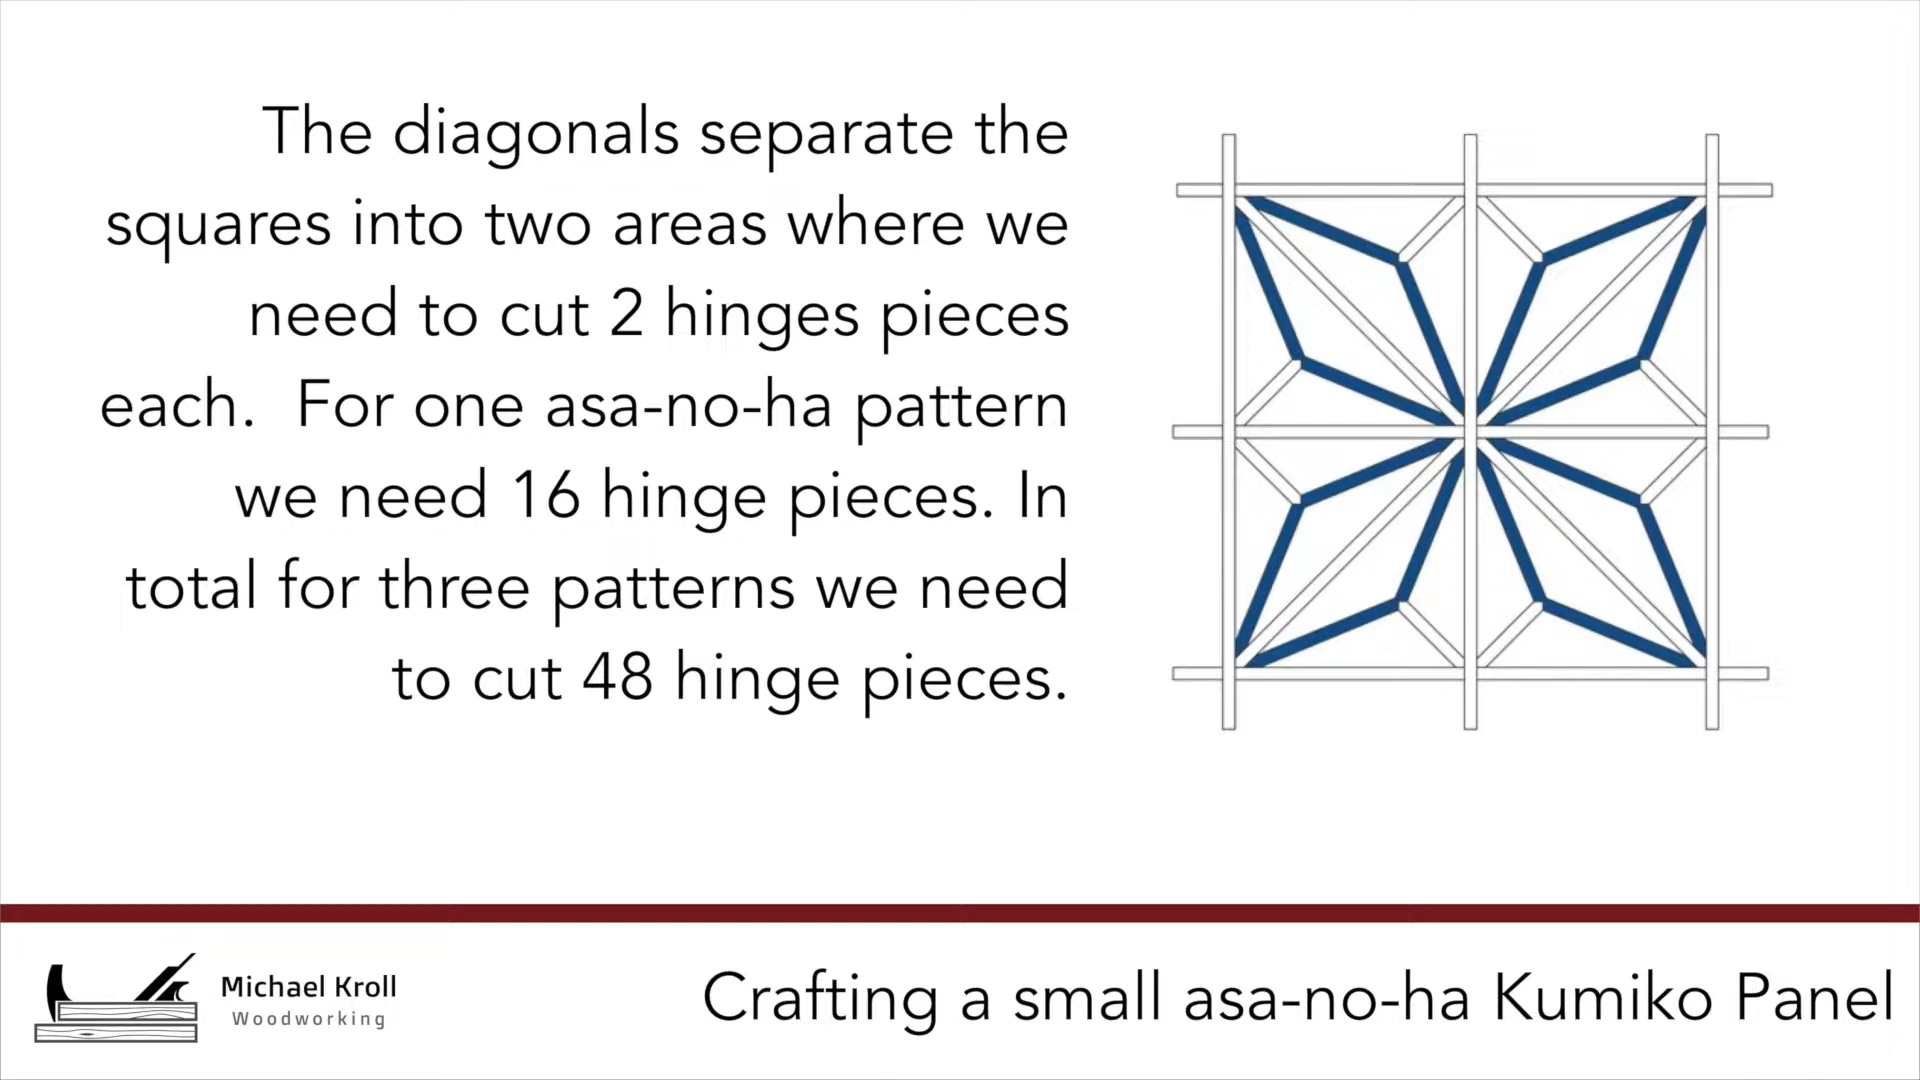 The diagonals separate the
squares into two areas where we
need to cut 2 hinges pieces
each.  For one asa-no-ha pattern
we need 16 hinge pieces. In
total for three patterns we need
to cut 48 hinge pieces.
Michael Kroll
Woodworking
Crafting a small asa-no-ha Kumiko Panel